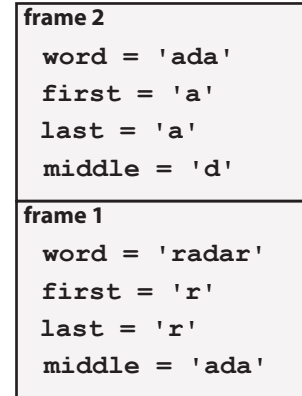 frame 2
word = 'ada'
first = 'a'
last = 'a'
middle = 'd'
frame 1
word = 'radar'
first = 'r'
last = 'r'
middle = 'ada'